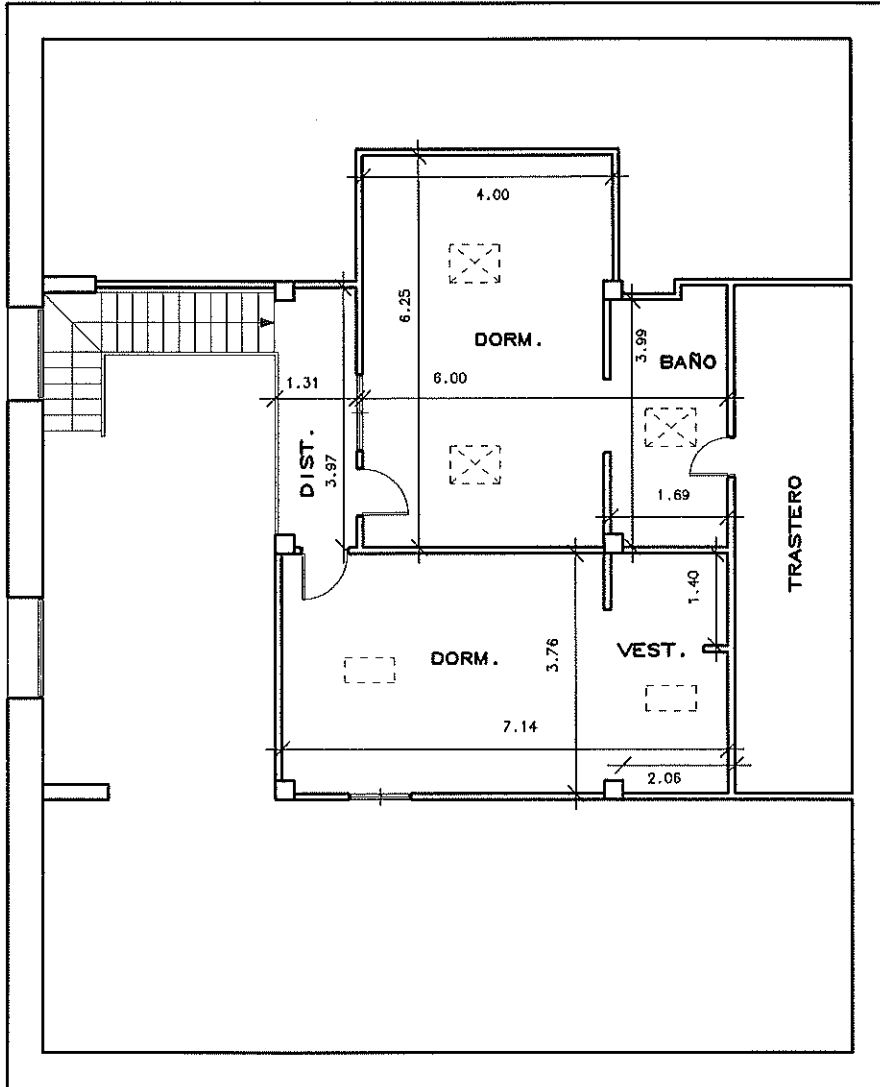 4.00
6.25
DORM.
3.99
BAÑO
1.31
6.00
DIST.
3.97
1.69
TRASTERO
1.40
DORM.
3.76
VEST.
7.14
2.06